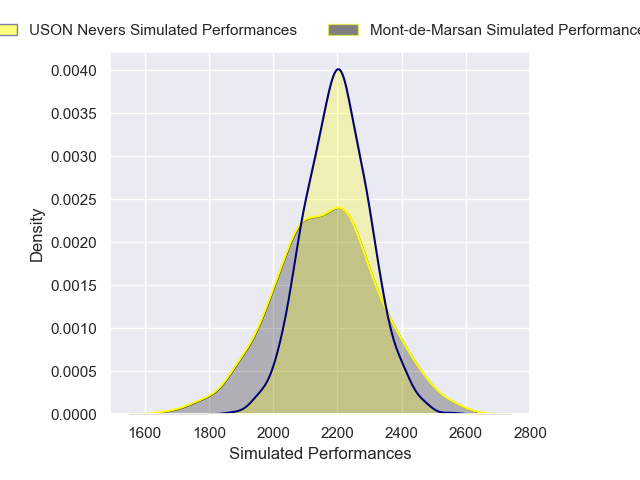 USON Nevers Simulated Performances
Mont-de-Marsan Simulated Performance
0.0040
0.0035
0.0030
0.0025
0.0020
0.0015
0.0010
0.0005
0.0000
Density
1600 1800 2000 2200 2400 2600 2800
Simulated Performances